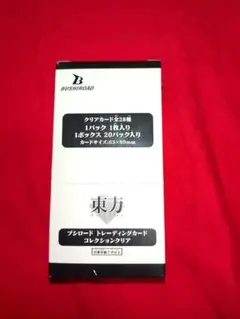 BUSHIROAD
クリアカード全28種
1パック 1枚入り
1ボックス 20パック入り
カードサイズ:63×89mm
東方
ブシロード トレーディングカード
コレクションクリア